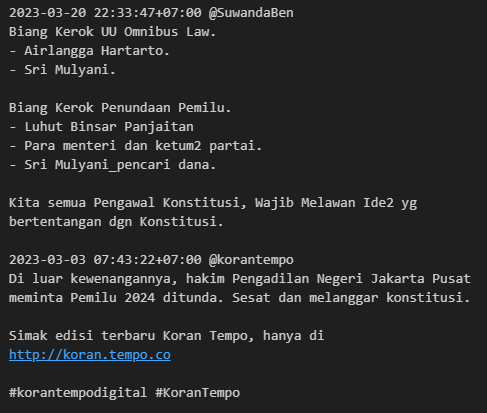 2023-03-20 22:33:47+07:00 @SuwandaBen
Biang Kerok UU Omnibus Law.
- Airlangga Hartarto.
- Sri Mulyani.
Biang Kerok Penundaan Pemilu.
- Luhut Binsar Panjaitan
- Para menteri dan ketum2 partai.
- Sri Mulyani_pencari dana.
Kita semua Pengawal Konstitusi, Wajib Melawan Ide2 yg
bertentangan dgn Konstitusi.
2023-03-03 07:43:22+07:00 @korantempo
Di luar kewenangannya, hakim Pengadilan Negeri Jakarta Pusat
meminta Pemilu 2024 ditunda. Sesat dan melanggar konstitusi.
Simak edisi terbaru Koran Tempo, hanya di
http://koran.tempo.co
#korantempodigital #KoranTempo